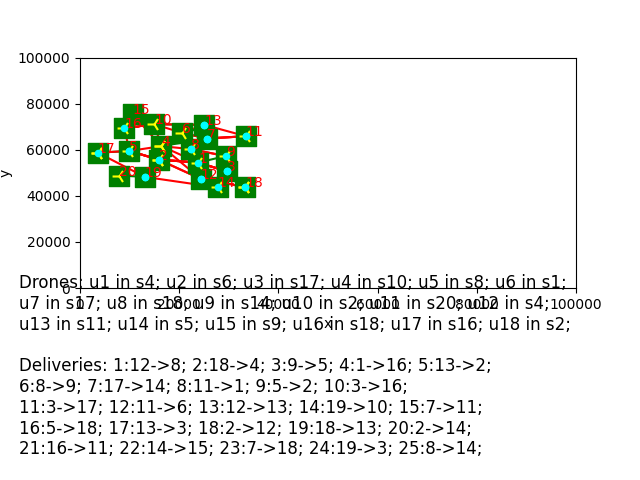 100000
80000
60000
40000
20000
0
y
20000
40000
60000
80000
100000
x
Drones: u1 in s4; u2 in s6; u3 in s17; u4 in s10; u5 in s8; u6 in s1;
u7 in s17; u8 in s18; u9 in s14; u10 in s2; u11 in s20; u12 in s4;
u13 in s11; u14 in s5; u15 in s9; u16 in s18; u17 in s16; u18 in s2;
Deliveries: 1:12->8; 2:18->4; 3:9->5; 4:1->16; 5:13->2;
6:8->9; 7:17->14; 8:11->1; 9:5->2; 10:3->16;
11:3->17; 12:11->6; 13:12->13; 14:19->10; 15:7->11;
16:5->18; 17:13->3; 18:2->12; 19:18->13; 20:2->14;
21:16->11; 22:14->15; 23:7->18; 24:19->3; 25:8->14;